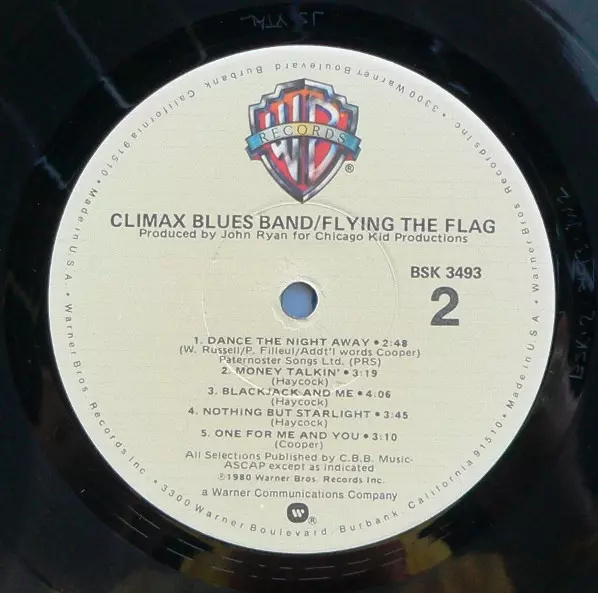 WB
RECORDS
®
CLIMAX BLUES BAND/FLYING THE FLAG
Produced by John Ryan for Chicago Kid Productions
BSK 3493
2
1. DANCE THE NIGHT AWAY • 2:48
(W. Russell/P. Filleul/Addt'l words Cooper)
Paternoster Songs Ltd. (PRS)
2. MONEY TALKIN' • 3:19
(Haycock)
3. BLACKJACK AND ME • 4:06
(Haycock)
4. NOTHING BUT STARLIGHT • 3:45
(Haycock)
5. ONE FOR ME AND YOU • 3:10
(Cooper)
All Selections Published by C.B.B. Music-
ASCAP except as indicated
℗1980 Warner Bros. Records Inc.
a Warner Communications Company
®
Warner Bros. Records Inc. • 3300 Warner Boulevard, Burbank, California 91510 • Made in U.S.A. • Warner Bros. Records Inc. • 3300 Warner Boulevard, Burbank, California 91510 • Made in U.S.A. •